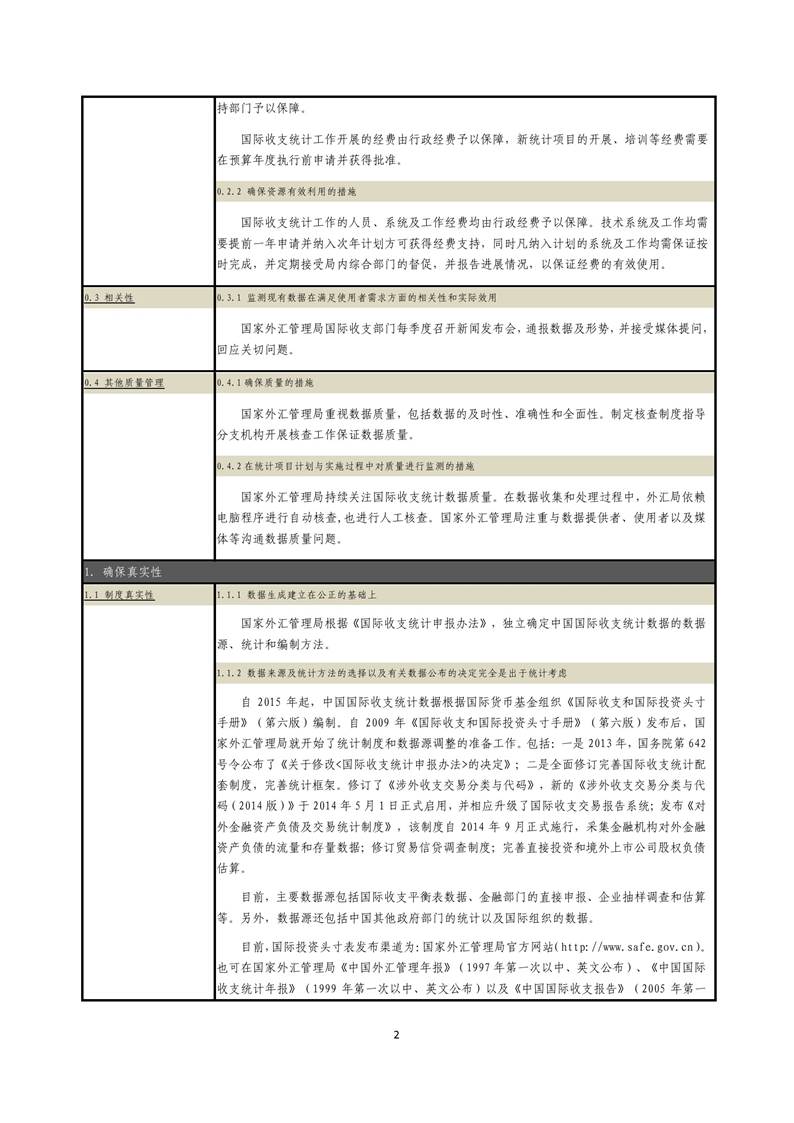 持部门予以保障。
国际收支统计工作开展的经费由行政经费予以保障，新统计项目的开展、培训等经费需要
在预算年度执行前申请并获得批准。
0.2.2 确保资源有效利用的措施
国际收支统计工作的人员、系统及工作经费均由行政经费予以保障。技术系统及工作均需
要提前一年申请并纳入次年计划方可获得经费支持，同时凡纳入计划的系统及工作均需保证按
时完成，并定期接受局内综合部门的督促，并报告进展情况，以保证经费的有效使用。
0.3 相关性
0.3.1 监测现有数据在满足使用者需求方面的相关性和实际效用
国家外汇管理局国际收支部门每季度召开新闻发布会，通报数据及形势，并接受媒体提问，
回应关切问题。
0.4 其他质量管理
0.4.1确保质量的措施
国家外汇管理局重视数据质量，包括数据的及时性、准确性和全面性。制定核查制度指导
分支机构开展核查工作保证数据质量。
0.4.2在统计项目计划与实施过程中对质量进行监测的措施
国家外汇管理局持续关注国际收支统计数据质量。在数据收集和处理过程中，外汇局依赖
电脑程序进行自动核查,也进行人工核查。国家外汇管理局注重与数据提供者、使用者以及媒
体等沟通数据质量问题。
1. 确保真实性
1.1 制度真实性
1.1.1 数据生成建立在公正的基础上
国家外汇管理局根据《国际收支统计申报办法》，独立确定中国国际收支统计数据的数据
源、统计和编制方法。
1.1.2 数据来源及统计方法的选择以及有关数据公布的决定完全是出于统计考虑
自 2015 年起，中国国际收支统计数据根据国际货币基金组织《国际收支和国际投资头寸
手册》（第六版）编制。自 2009 年《国际收支和国际投资头寸手册》（第六版）发布后，国
家外汇管理局就开始了统计制度和数据源调整的准备工作。包括：一是 2013 年，国务院第 642
号令公布了《关于修改<国际收支统计申报办法>的决定》；二是全面修订完善国际收支统计配
套制度，完善统计框架。修订了《涉外收支交易分类与代码》，新的《涉外收支交易分类与代
码（2014 版）》于 2014 年 5 月 1 日正式启用，并相应升级了国际收支交易报告系统；发布《对
外金融资产负债及交易统计制度》，该制度自 2014 年 9 月正式施行，采集金融机构对外金融
资产负债的流量和存量数据；修订贸易信贷调查制度；完善直接投资和境外上市公司股权负债
估算。
目前，主要数据源包括国际收支平衡表数据、金融部门的直接申报、企业抽样调查和估算
等。另外，数据源还包括中国其他政府部门的统计以及国际组织的数据。
目前，国际投资头寸表发布渠道为：国家外汇管理局官方网站(http://www.safe.gov.cn)。
也可在国家外汇管理局《中国外汇管理年报》（1997 年第一次以中、英文公布）、《中国国际
收支统计年报》（1999 年第一次以中、英文公布）以及《中国国际收支报告》（2005 年第一
2